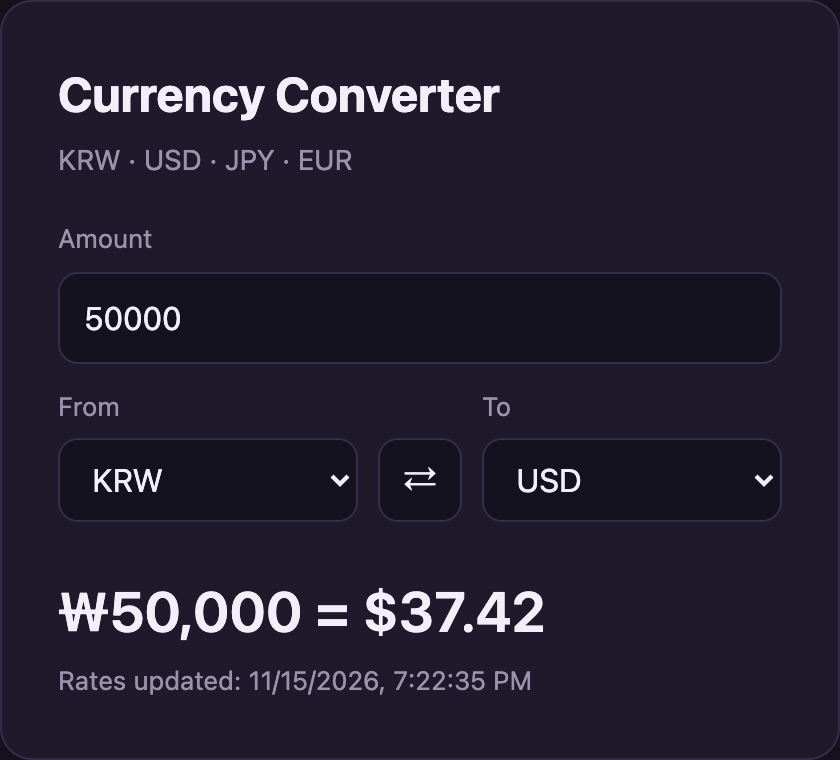 Currency Converter
KRW · USD · JPY · EUR
Amount
50000
From To
KRW ⇄ USD
₩50,000 = $37.42
Rates updated: 11/15/2026, 7:22:35 PM